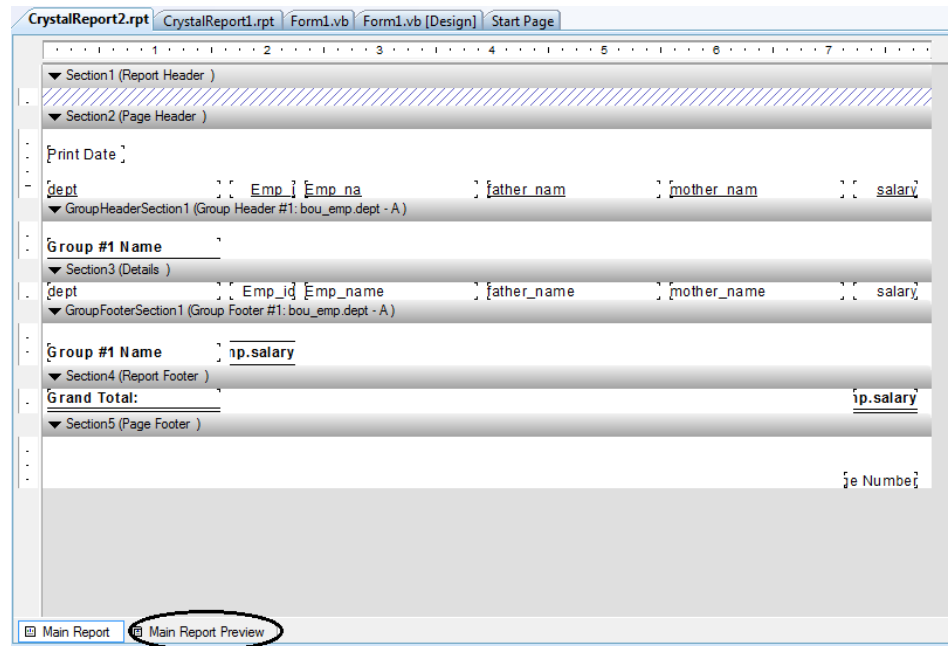 CrystalReport2.rpt CrystalReport1.rpt Form1.vb Form1.vb [Design] Start Page
1 2 3 4 5 6 7
Section1 (Report Header )
Section2 (Page Header )
Print Date
dept Emp_i Emp_na father_nam mother_nam salary
GroupHeaderSection1 (Group Header #1: bou_emp.dept - A )
Group #1 Name
Section3 (Details )
dept Emp_id Emp_name father_name mother_name salary
GroupFooterSection1 (Group Footer #1: bou_emp.dept - A )
Group #1 Name np.salary
Section4 (Report Footer )
Grand Total: np.salary
Section5 (Page Footer )
je Number
Main Report Main Report Preview